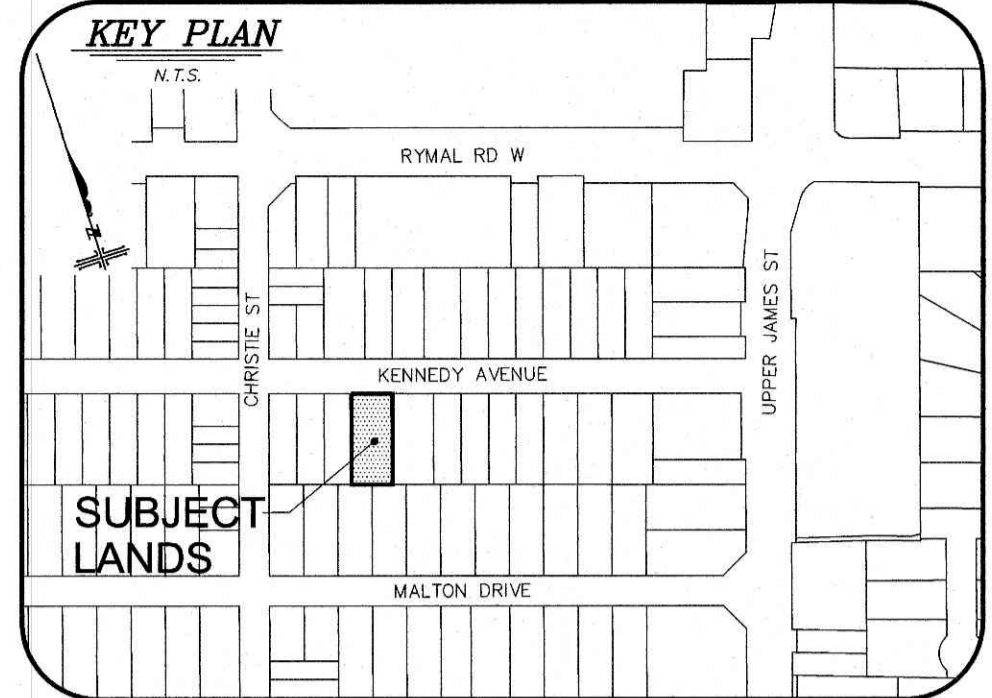 KEY PLAN
N.T.S.
N
RYMAL RD W
CHRISTIE ST
UPPER JAMES ST
KENNEDY AVENUE
SUBJECT
LANDS
MALTON DRIVE